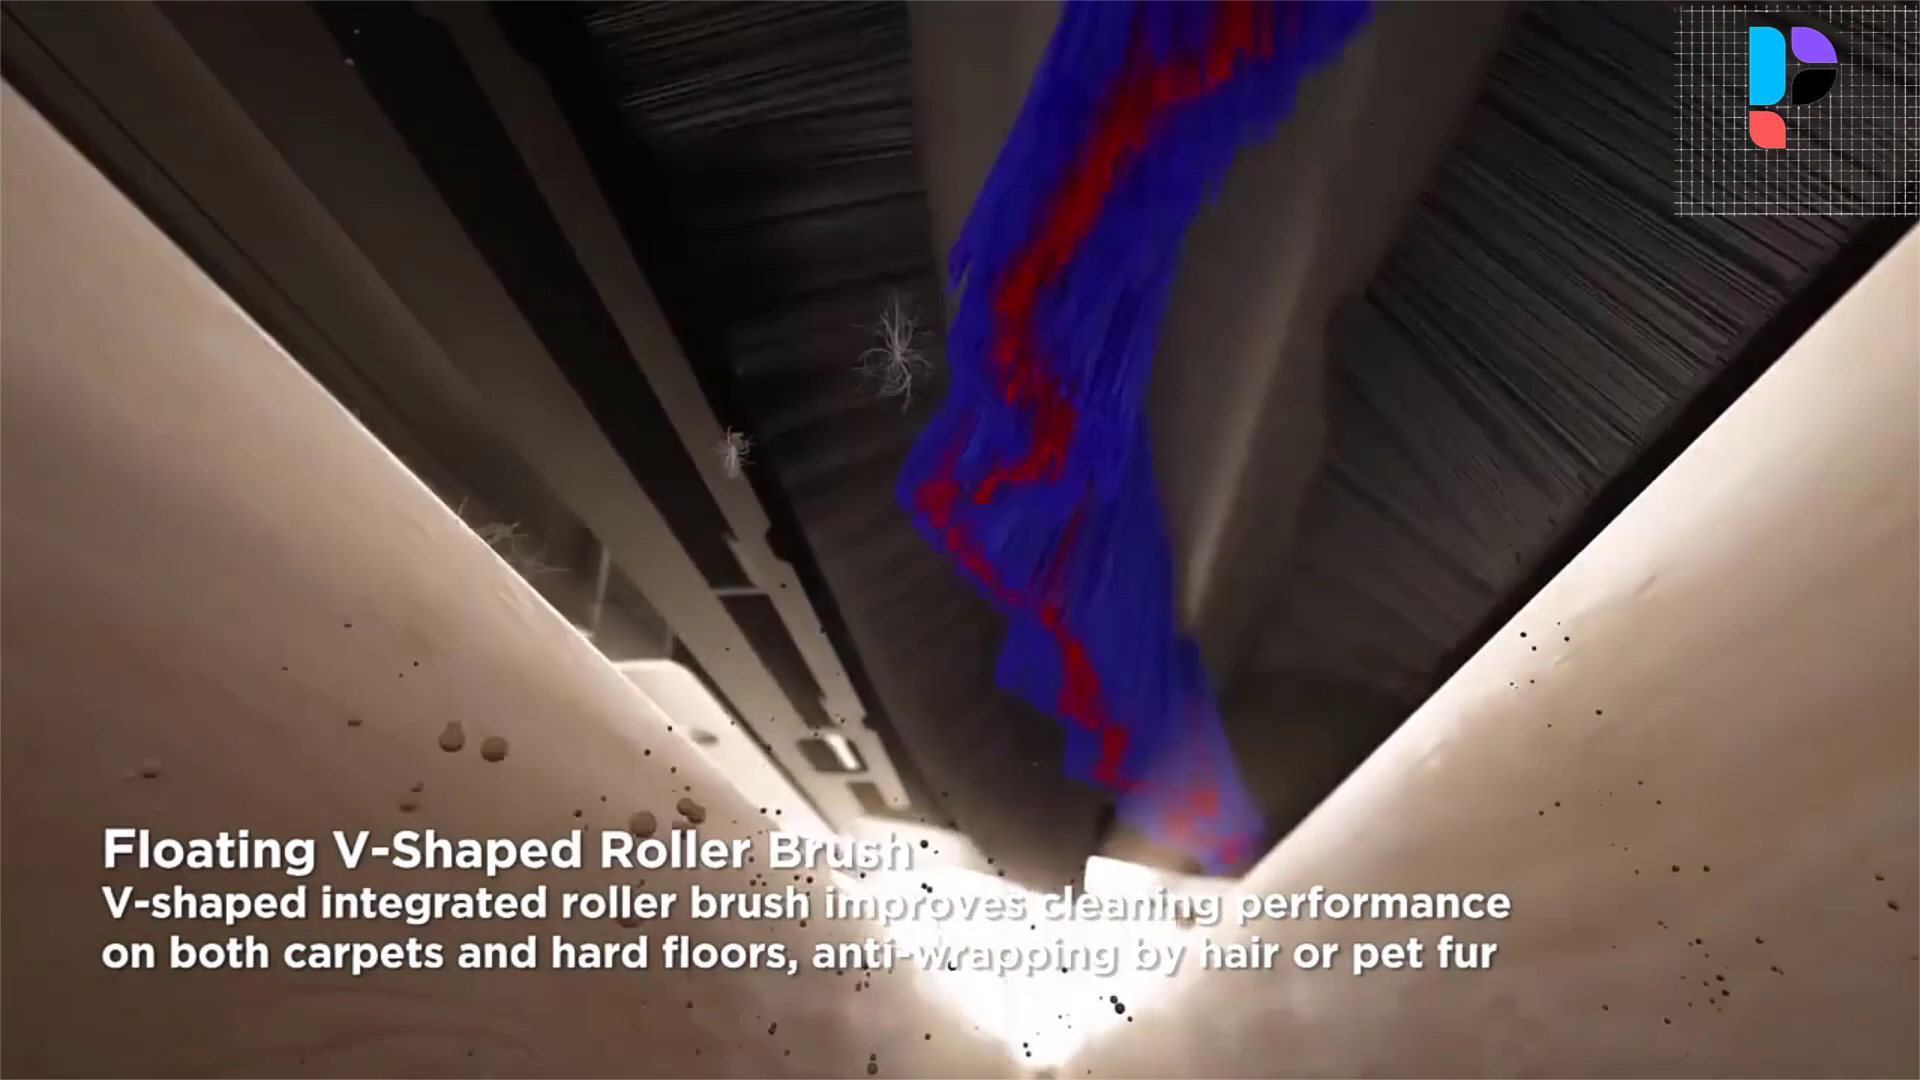 Floating V-Shaped Roller Brush
V-shaped integrated roller brush improves cleaning performance
on both carpets and hard floors, anti-wrapping by hair or pet fur